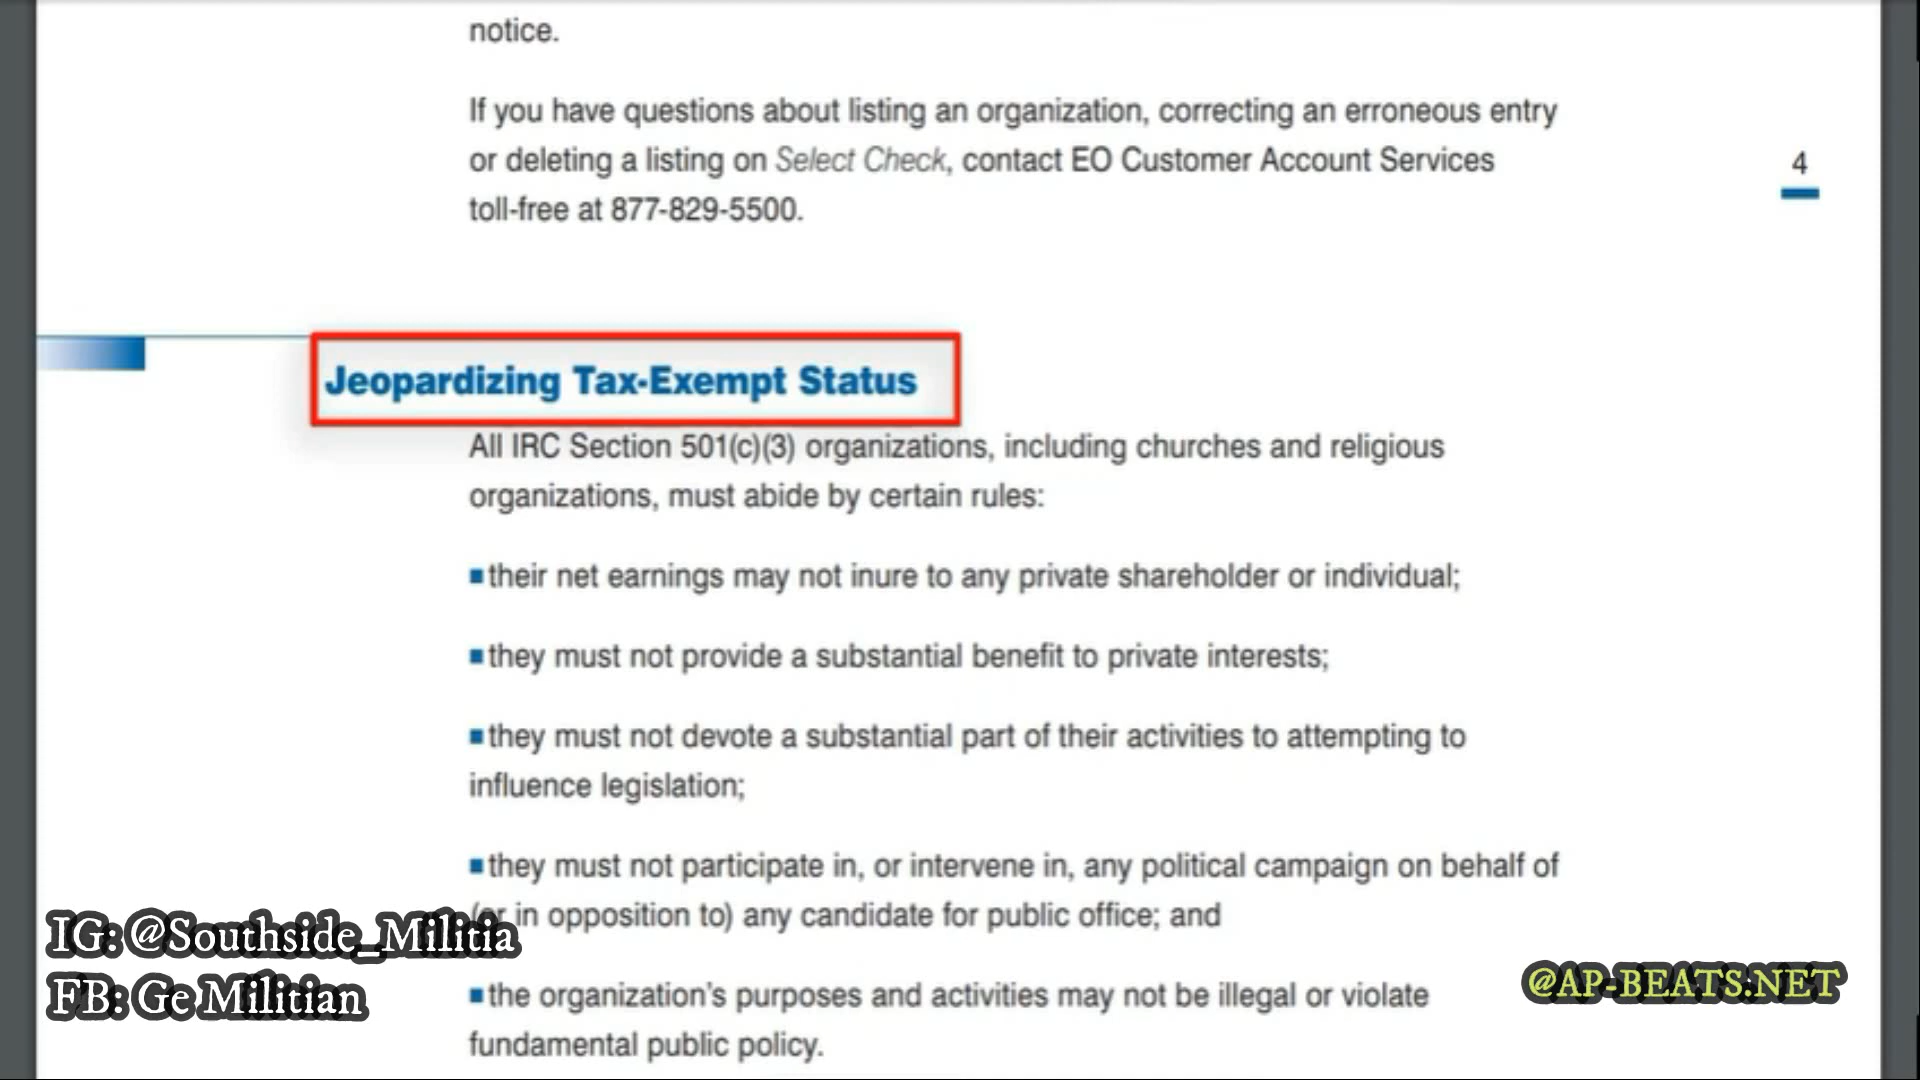 notice.
If you have questions about listing an organization, correcting an erroneous entry
or deleting a listing on Select Check, contact EO Customer Account Services
toll-free at 877-829-5500.
4
Jeopardizing Tax-Exempt Status
All IRC Section 501(c)(3) organizations, including churches and religious
organizations, must abide by certain rules:
■ their net earnings may not inure to any private shareholder or individual;
■ they must not provide a substantial benefit to private interests;
■ they must not devote a substantial part of their activities to attempting to
influence legislation;
■ they must not participate in, or intervene in, any political campaign on behalf of
(or in opposition to) any candidate for public office; and
■ the organization's purposes and activities may not be illegal or violate
fundamental public policy.
IG: @Southside_Militia
FB: Ge Militian
@AP-BEATS.NET